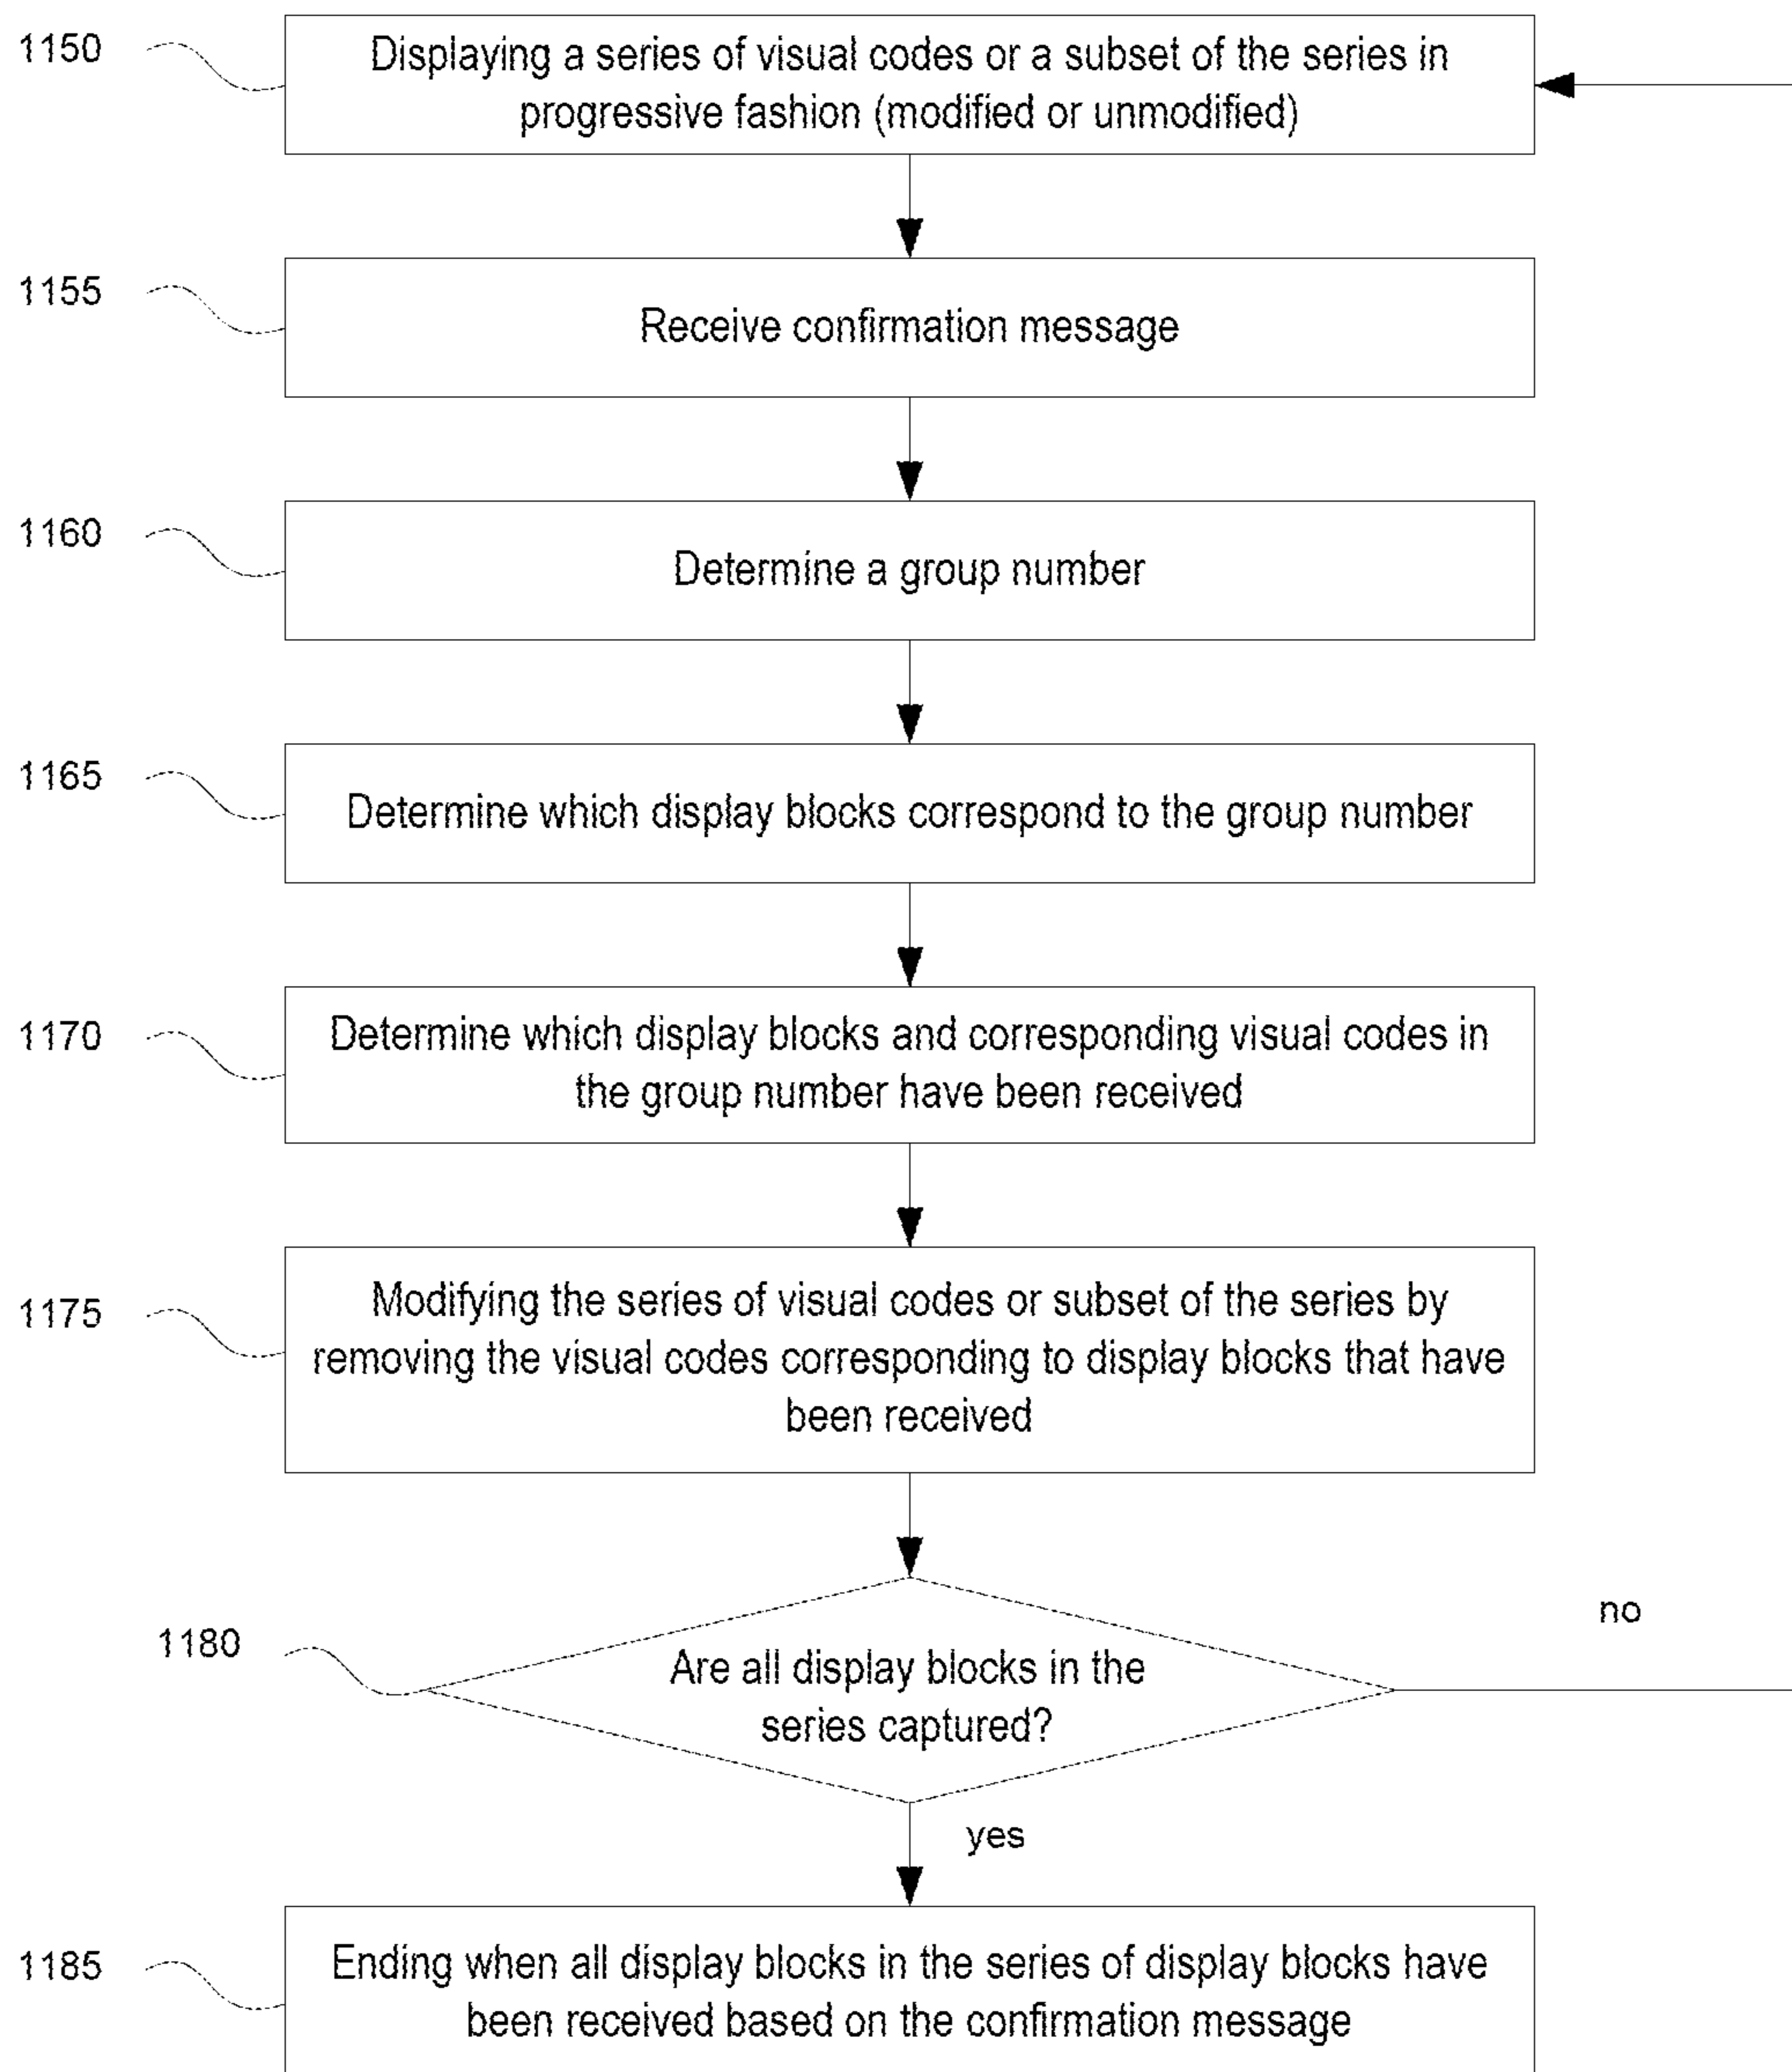 1150
Displaying a series of visual codes or a subset of the series in
progressive fashion (modified or unmodified)
1155
Receive confirmation message
1160
Determine a group number
1165
Determine which display blocks correspond to the group number
1170
Determine which display blocks and corresponding visual codes in
the group number have been received
1175
Modifying the series of visual codes or subset of the series by
removing the visual codes corresponding to display blocks that have
been received
1180
Are all display blocks in the
series captured?
no
yes
1185
Ending when all display blocks in the series of display blocks have
been received based on the confirmation message